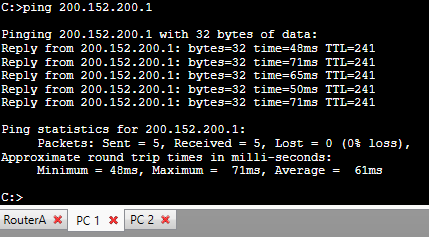 C:>ping 200.152.200.1
Pinging 200.152.200.1 with 32 bytes of data:
Reply from 200.152.200.1: bytes=32 time=48ms TTL=241
Reply from 200.152.200.1: bytes=32 time=71ms TTL=241
Reply from 200.152.200.1: bytes=32 time=65ms TTL=241
Reply from 200.152.200.1: bytes=32 time=50ms TTL=241
Reply from 200.152.200.1: bytes=32 time=71ms TTL=241
Ping statistics for 200.152.200.1:
     Packets: Sent = 5, Received = 5, Lost = 0 (0% loss),
Approximate round trip times in milli-seconds:
     Minimum = 48ms, Maximum =  71ms, Average =  61ms
C:>
RouterA PC 1 PC 2